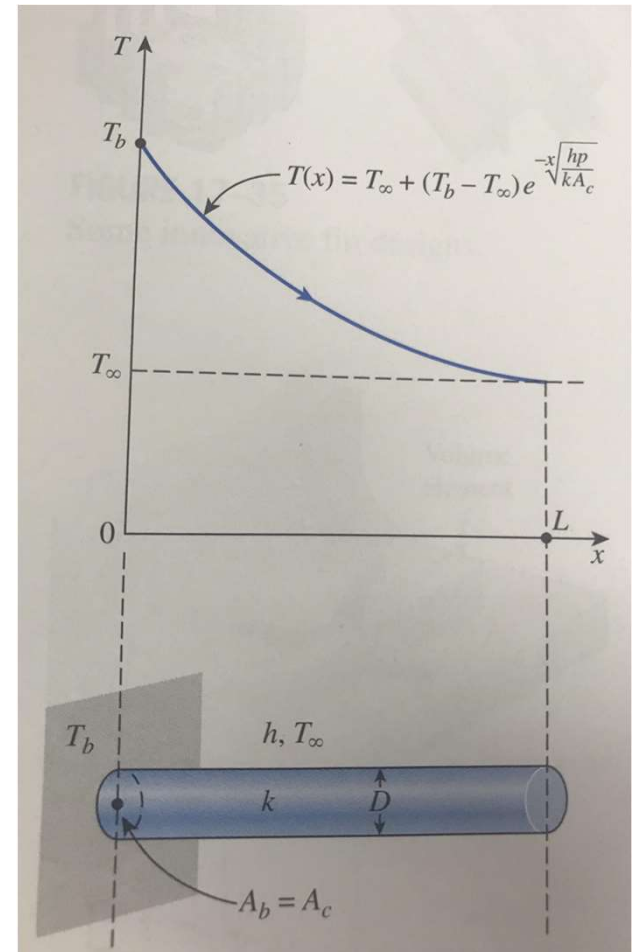 T
T_b
T(x) = T_∞ + (T_b − T_∞)e^{−x√(hp/kA_c)}
T_∞
0
L
x
T_b
h, T_∞
k
D
A_b = A_c